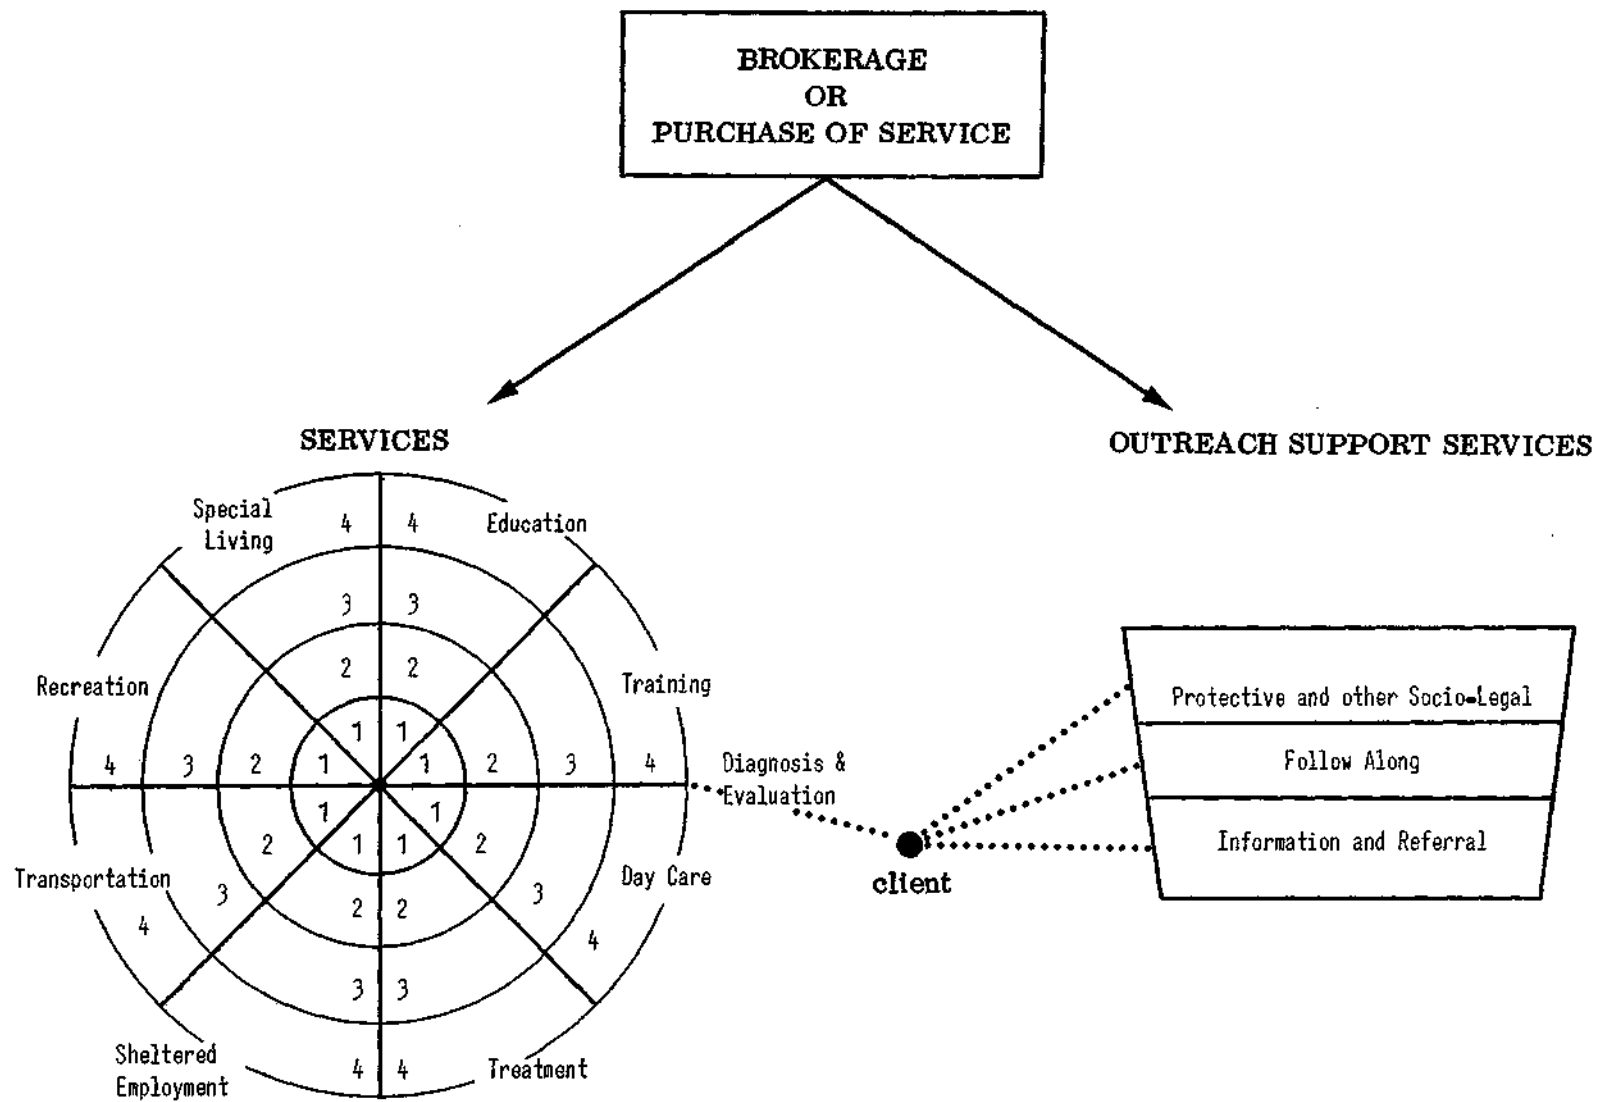 BROKERAGE
OR
PURCHASE OF SERVICE
SERVICES
OUTREACH SUPPORT SERVICES
Special
Living
4 4
Education
3 3
2 2
Recreation
Training
1 1
4 3 2 1 1 2 3 4
Diagnosis &
Evaluation
1 1
2 1 1 2
Transportation
Day Care
3 3
2 2
4 4
3 3
Sheltered
Employment
4 4
Treatment
client
Protective and other Socio-Legal
Follow Along
Information and Referral